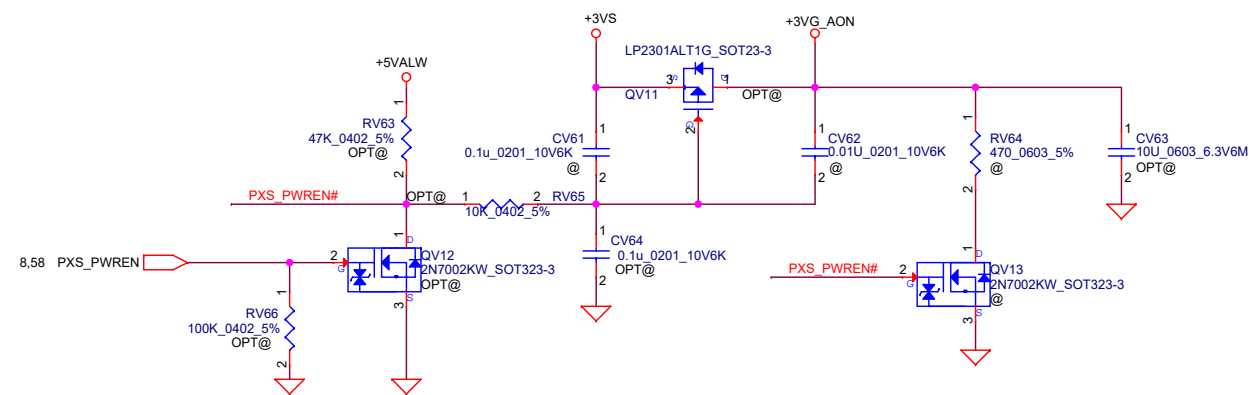 +3VS
+3VG_AON
LP2301ALT1G_SOT23-3
+5VALW
3
S
D
1
QV11
OPT@
G
2
1
RV63
47K_0402_5%
OPT@
2
1
CV61
0.1u_0201_10V6K
@
2
1
CV62
0.01U_0201_10V6K
@
2
1
RV64
470_0603_5%
@
2
1
CV63
10U_0603_6.3V6M
OPT@
2
PXS_PWREN#
OPT@
1
2
RV65
10K_0402_5%
1
CV64
0.1u_0201_10V6K
OPT@
2
8,58
PXS_PWREN
2
G
1
D
QV12
2N7002KW_SOT323-3
OPT@
S
3
1
RV66
100K_0402_5%
OPT@
2
PXS_PWREN#
2
G
1
D
QV13
2N7002KW_SOT323-3
@
S
3